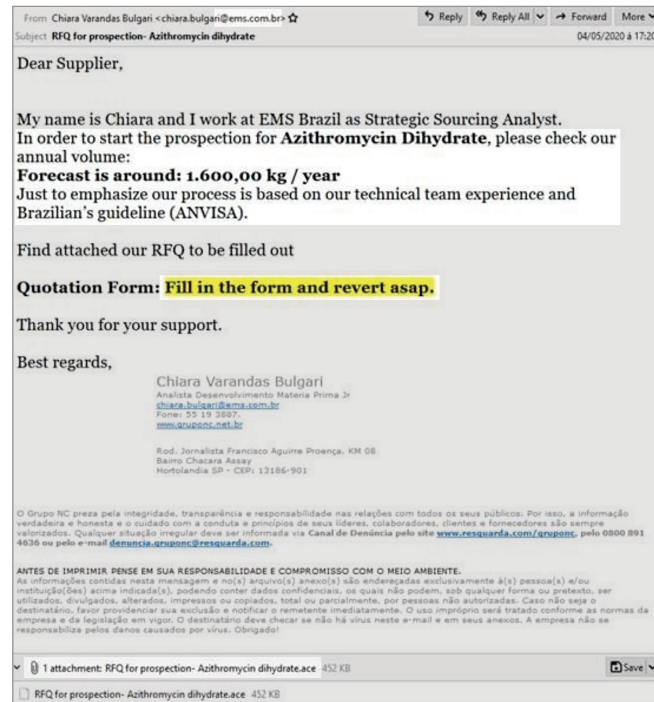 From Chiara Varandas Bulgari <chiara.bulgari@ems.com.br>
Reply Reply All Forward More
Subject RFQ for prospection- Azithromycin dihydrate
04/05/2020 à 17:20
Dear Supplier,
My name is Chiara and I work at EMS Brazil as Strategic Sourcing Analyst.
In order to start the prospection for Azithromycin Dihydrate, please check our
annual volume:
Forecast is around: 1.600,00 kg / year
Just to emphasize our process is based on our technical team experience and
Brazilian's guideline (ANVISA).
Find attached our RFQ to be filled out
Quotation Form: Fill in the form and revert asap.
Thank you for your support.
Best regards,
Chiara Varandas Bulgari
Analista Desenvolvimento Materia Prima Jr
chiara.bulgari@ems.com.br
Fone: 55 19 3887.
www.gruponc.net.br
Rod. Jornalista Francisco Aguirre Proença, KM 08
Bairro Chacara Assay
Hortolandia SP - CEP: 13186-901
O Grupo NC preza pela integridade, transparência e responsabilidade nas relações com todos os seus públicos. Por isso, a informação
verdadeira e honesta e o cuidado com a conduta e princípios de seus líderes, colaboradores, clientes e fornecedores são sempre
valorizados. Qualquer situação irregular deve ser informada via Canal de Denúncia pelo site www.resguarda.com/gruponc, pelo 0800 891
4636 ou pelo e-mail denuncia.gruponc@resguarda.com.
ANTES DE IMPRIMIR PENSE EM SUA RESPONSABILIDADE E COMPROMISSO COM O MEIO AMBIENTE.
As informações contidas nesta mensagem e no(s) arquivo(s) anexo(s) são endereçadas exclusivamente à(s) pessoa(s) e/ou
instituição(ões) acima indicada(s), podendo conter dados confidenciais, os quais não podem, sob qualquer forma ou pretexto, ser
utilizados, divulgados, alterados, impressos ou copiados, total ou parcialmente, por pessoas não autorizadas. Caso não seja o
destinatário, favor providenciar sua exclusão e notificar o remetente imediatamente. O uso impróprio será tratado conforme as normas da
empresa e da legislação em vigor. O destinatário deve checar se não há vírus neste e-mail e em seus anexos. A empresa não se
responsabiliza pelos danos causados por vírus. Obrigado!
1 attachment: RFQ for prospection- Azithromycin dihydrate.ace 452 KB
Save
RFQ for prospection- Azithromycin dihydrate.ace 452 KB